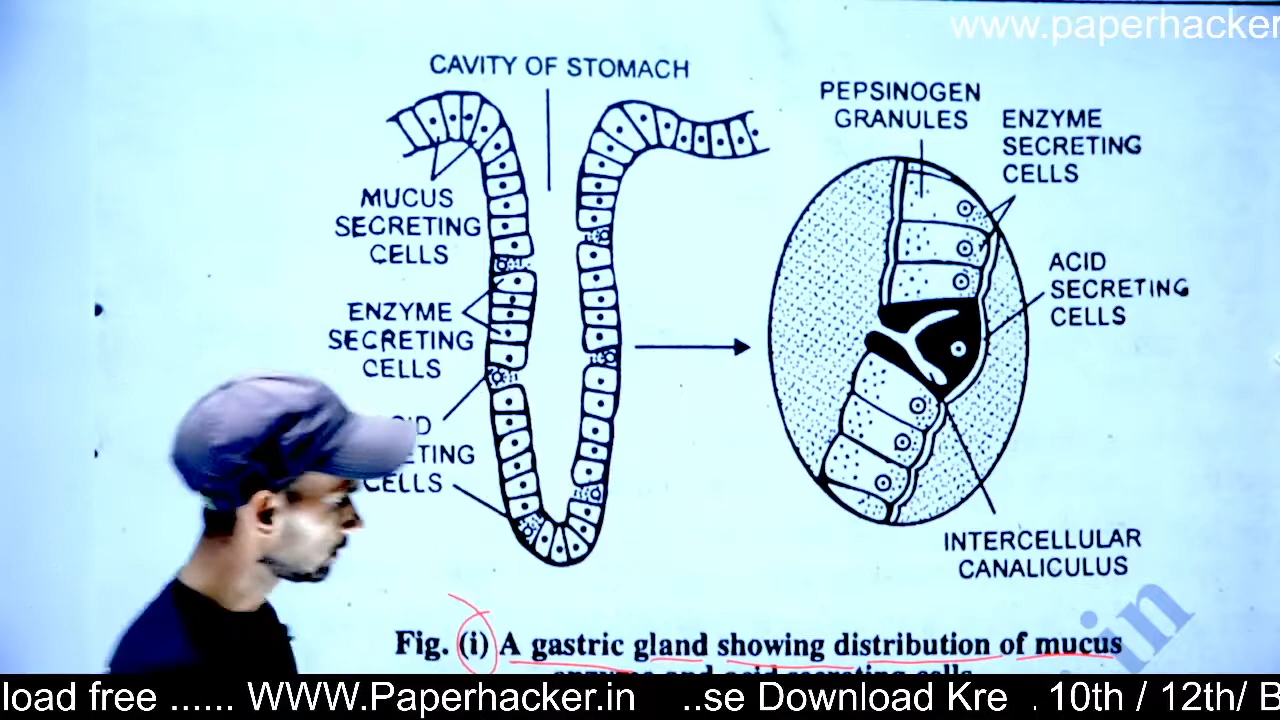 www.paperhacker
CAVITY OF STOMACH
PEPSINOGEN
GRANULES
ENZYME
SECRETING
CELLS
MUCUS
SECRETING
CELLS
ACID
SECRETING
CELLS
ENZYME
SECRETING
CELLS
CELLS
INTERCELLULAR
CANALICULUS
in
Fig. (i) A gastric gland showing distribution of mucus
load free ...... WWW.Paperhacker.in ..se Download Kre . 10th / 12th/ B